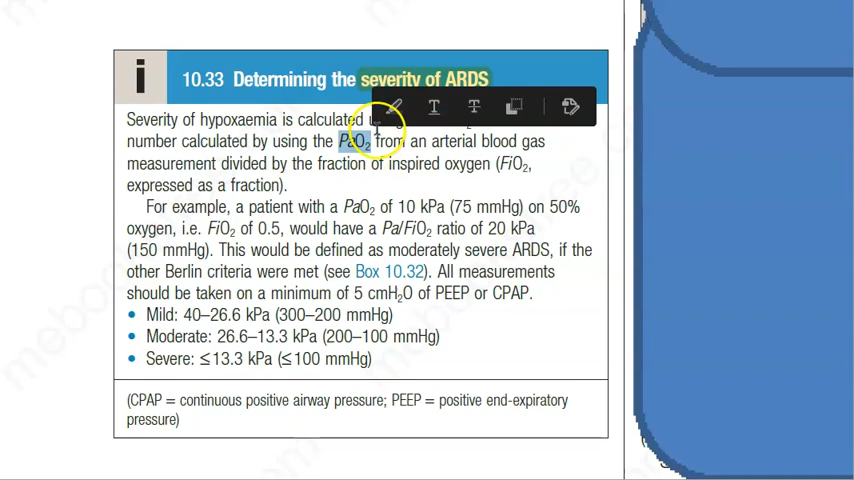 i
10.33 Determining the severity of ARDS
Severity of hypoxaemia is calculated
number calculated by using the PaO₂ from an arterial blood gas
measurement divided by the fraction of inspired oxygen (FiO₂,
expressed as a fraction).
For example, a patient with a PaO₂ of 10 kPa (75 mmHg) on 50%
oxygen, i.e. FiO₂ of 0.5, would have a Pa/FiO₂ ratio of 20 kPa
(150 mmHg). This would be defined as moderately severe ARDS, if the
other Berlin criteria were met (see Box 10.32). All measurements
should be taken on a minimum of 5 cmH₂O of PEEP or CPAP.
• Mild: 40–26.6 kPa (300–200 mmHg)
• Moderate: 26.6–13.3 kPa (200–100 mmHg)
• Severe: ≤13.3 kPa (≤100 mmHg)
(CPAP = continuous positive airway pressure; PEEP = positive end-expiratory
pressure)